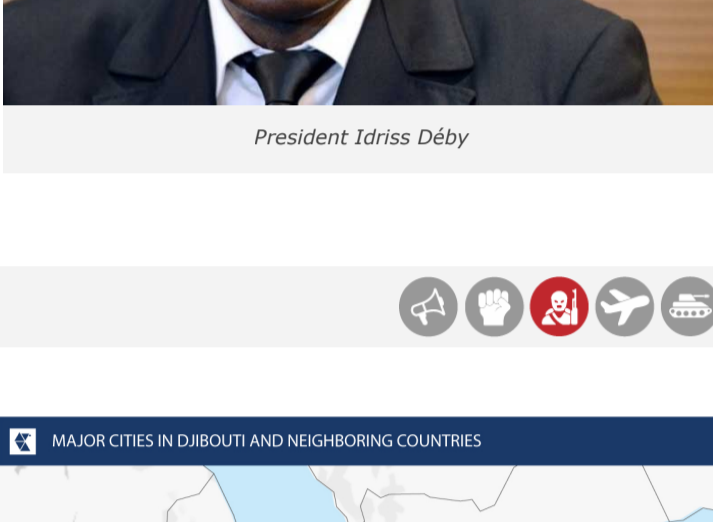 President Idriss Déby
MAJOR CITIES IN DJIBOUTI AND NEIGHBORING COUNTRIES